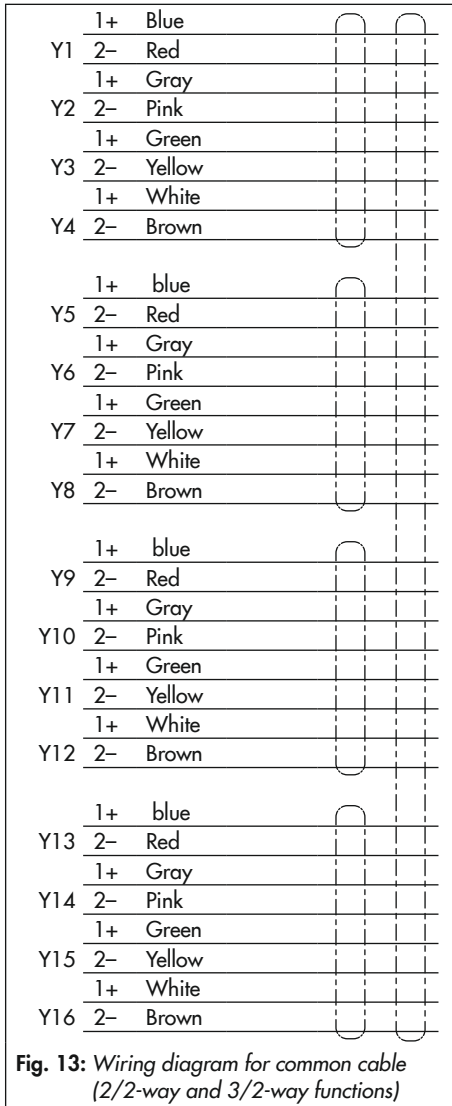 1+ Blue
Y1 2– Red
1+ Gray
Y2 2– Pink
1+ Green
Y3 2– Yellow
1+ White
Y4 2– Brown
1+ blue
Y5 2– Red
1+ Gray
Y6 2– Pink
1+ Green
Y7 2– Yellow
1+ White
Y8 2– Brown
1+ blue
Y9 2– Red
1+ Gray
Y10 2– Pink
1+ Green
Y11 2– Yellow
1+ White
Y12 2– Brown
1+ blue
Y13 2– Red
1+ Gray
Y14 2– Pink
1+ Green
Y15 2– Yellow
1+ White
Y16 2– Brown
Fig. 13: Wiring diagram for common cable
(2/2-way and 3/2-way functions)